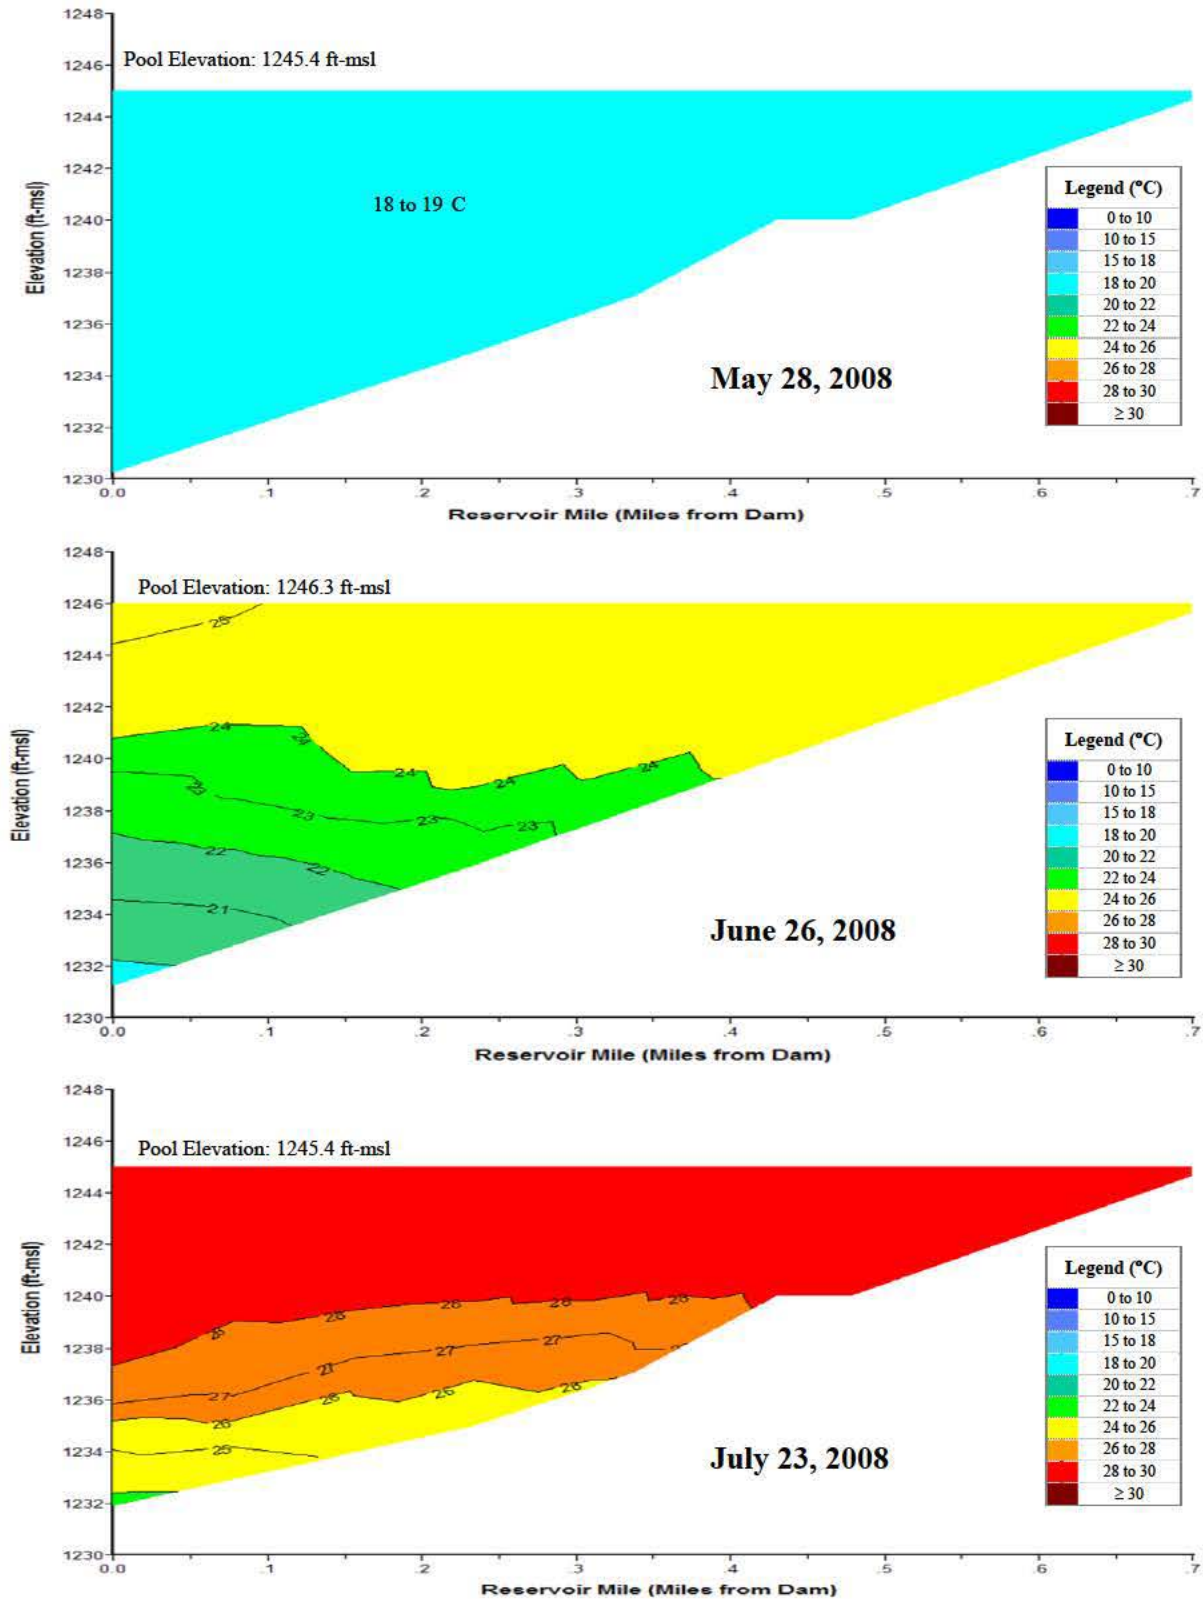 1248
Pool Elevation: 1245.4 ft-msl
1246
1244
1242
18 to 19 C
1240
1238
1236
1234
1232
1230
Elevation (ft-msl)
May 28, 2008
Legend (°C)
0 to 10
10 to 15
15 to 18
18 to 20
20 to 22
22 to 24
24 to 26
26 to 28
28 to 30
≥ 30
0.0 .1 .2 .3 .4 .5 .6 .7
Reservoir Mile (Miles from Dam)
1248
Pool Elevation: 1246.3 ft-msl
1246
25
1244
1242
24 24
1240
24 24 24
23
1238
23 23 23
22
1236
22
21
1234
1232
1230
Elevation (ft-msl)
June 26, 2008
Legend (°C)
0 to 10
10 to 15
15 to 18
18 to 20
20 to 22
22 to 24
24 to 26
26 to 28
28 to 30
≥ 30
0.0 .1 .2 .3 .4 .5 .6 .7
Reservoir Mile (Miles from Dam)
1248
1246
Pool Elevation: 1245.4 ft-msl
1244
1242
1240
28 28 28 28
28
1238
27 27 27
27
1236
26 26 26
26
25
1234
1232
1230
Elevation (ft-msl)
July 23, 2008
Legend (°C)
0 to 10
10 to 15
15 to 18
18 to 20
20 to 22
22 to 24
24 to 26
26 to 28
28 to 30
≥ 30
0.0 .1 .2 .3 .4 .5 .6 .7
Reservoir Mile (Miles from Dam)